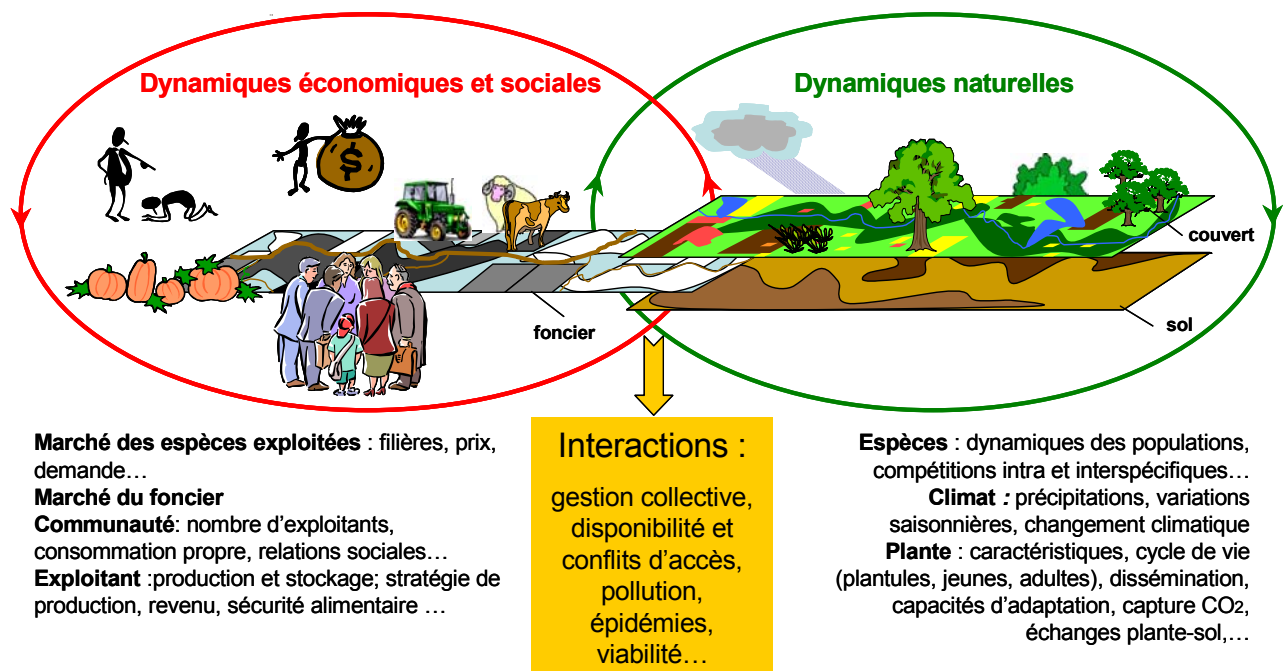 Dynamiques économiques et sociales
Dynamiques naturelles
$
couvert
foncier
sol
Marché des espèces exploitées : filières, prix,
demande…
Marché du foncier
Communauté: nombre d’exploitants,
consommation propre, relations sociales…
Exploitant :production et stockage; stratégie de
production, revenu, sécurité alimentaire …
Interactions :
gestion collective,
disponibilité et
conflits d’accès,
pollution,
épidémies,
viabilité…
Espèces : dynamiques des populations,
compétitions intra et interspécifiques…
Climat : précipitations, variations
saisonnières, changement climatique
Plante : caractéristiques, cycle de vie
(plantules, jeunes, adultes), dissémination,
capacités d’adaptation, capture CO2,
échanges plante-sol,…